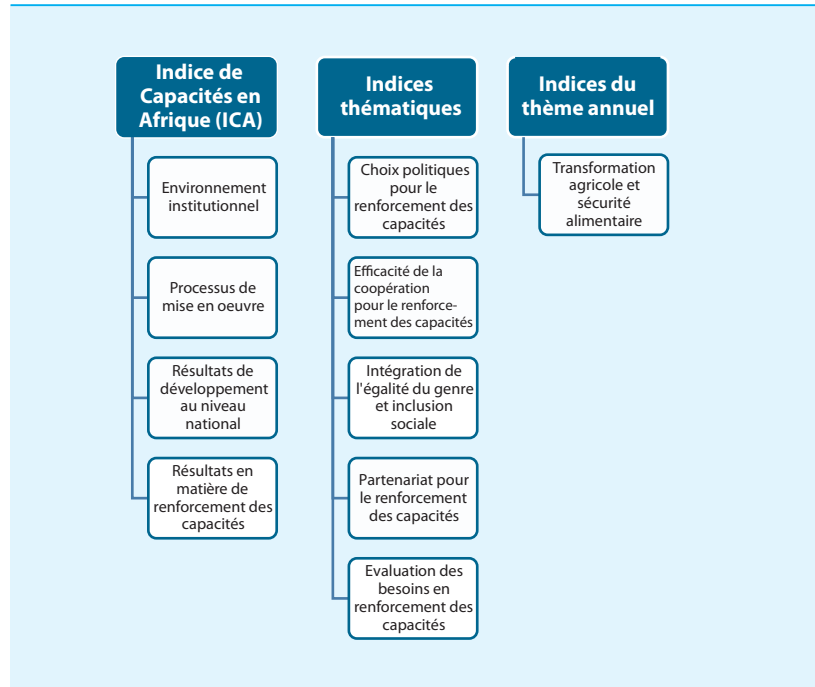 Indice de
Capacités en
Afrique (ICA)
Environnement
institutionnel
Processus de
mise en oeuvre
Résultats de
développement
au niveau
national
Résultats en
matière de
renforcement des
capacités
Indices
thématiques
Choix politiques
pour le
renforcement des
capacités
Efficacité de la
coopération
pour le renforce-
ment des capacités
Intégration de
l'égalité du genre
et inclusion
sociale
Partenariat pour
le renforcement
des capacités
Evaluation des
besoins en
renforcement des
capacités
Indices du
thème annuel
Transformation
agricole et
sécurité
alimentaire